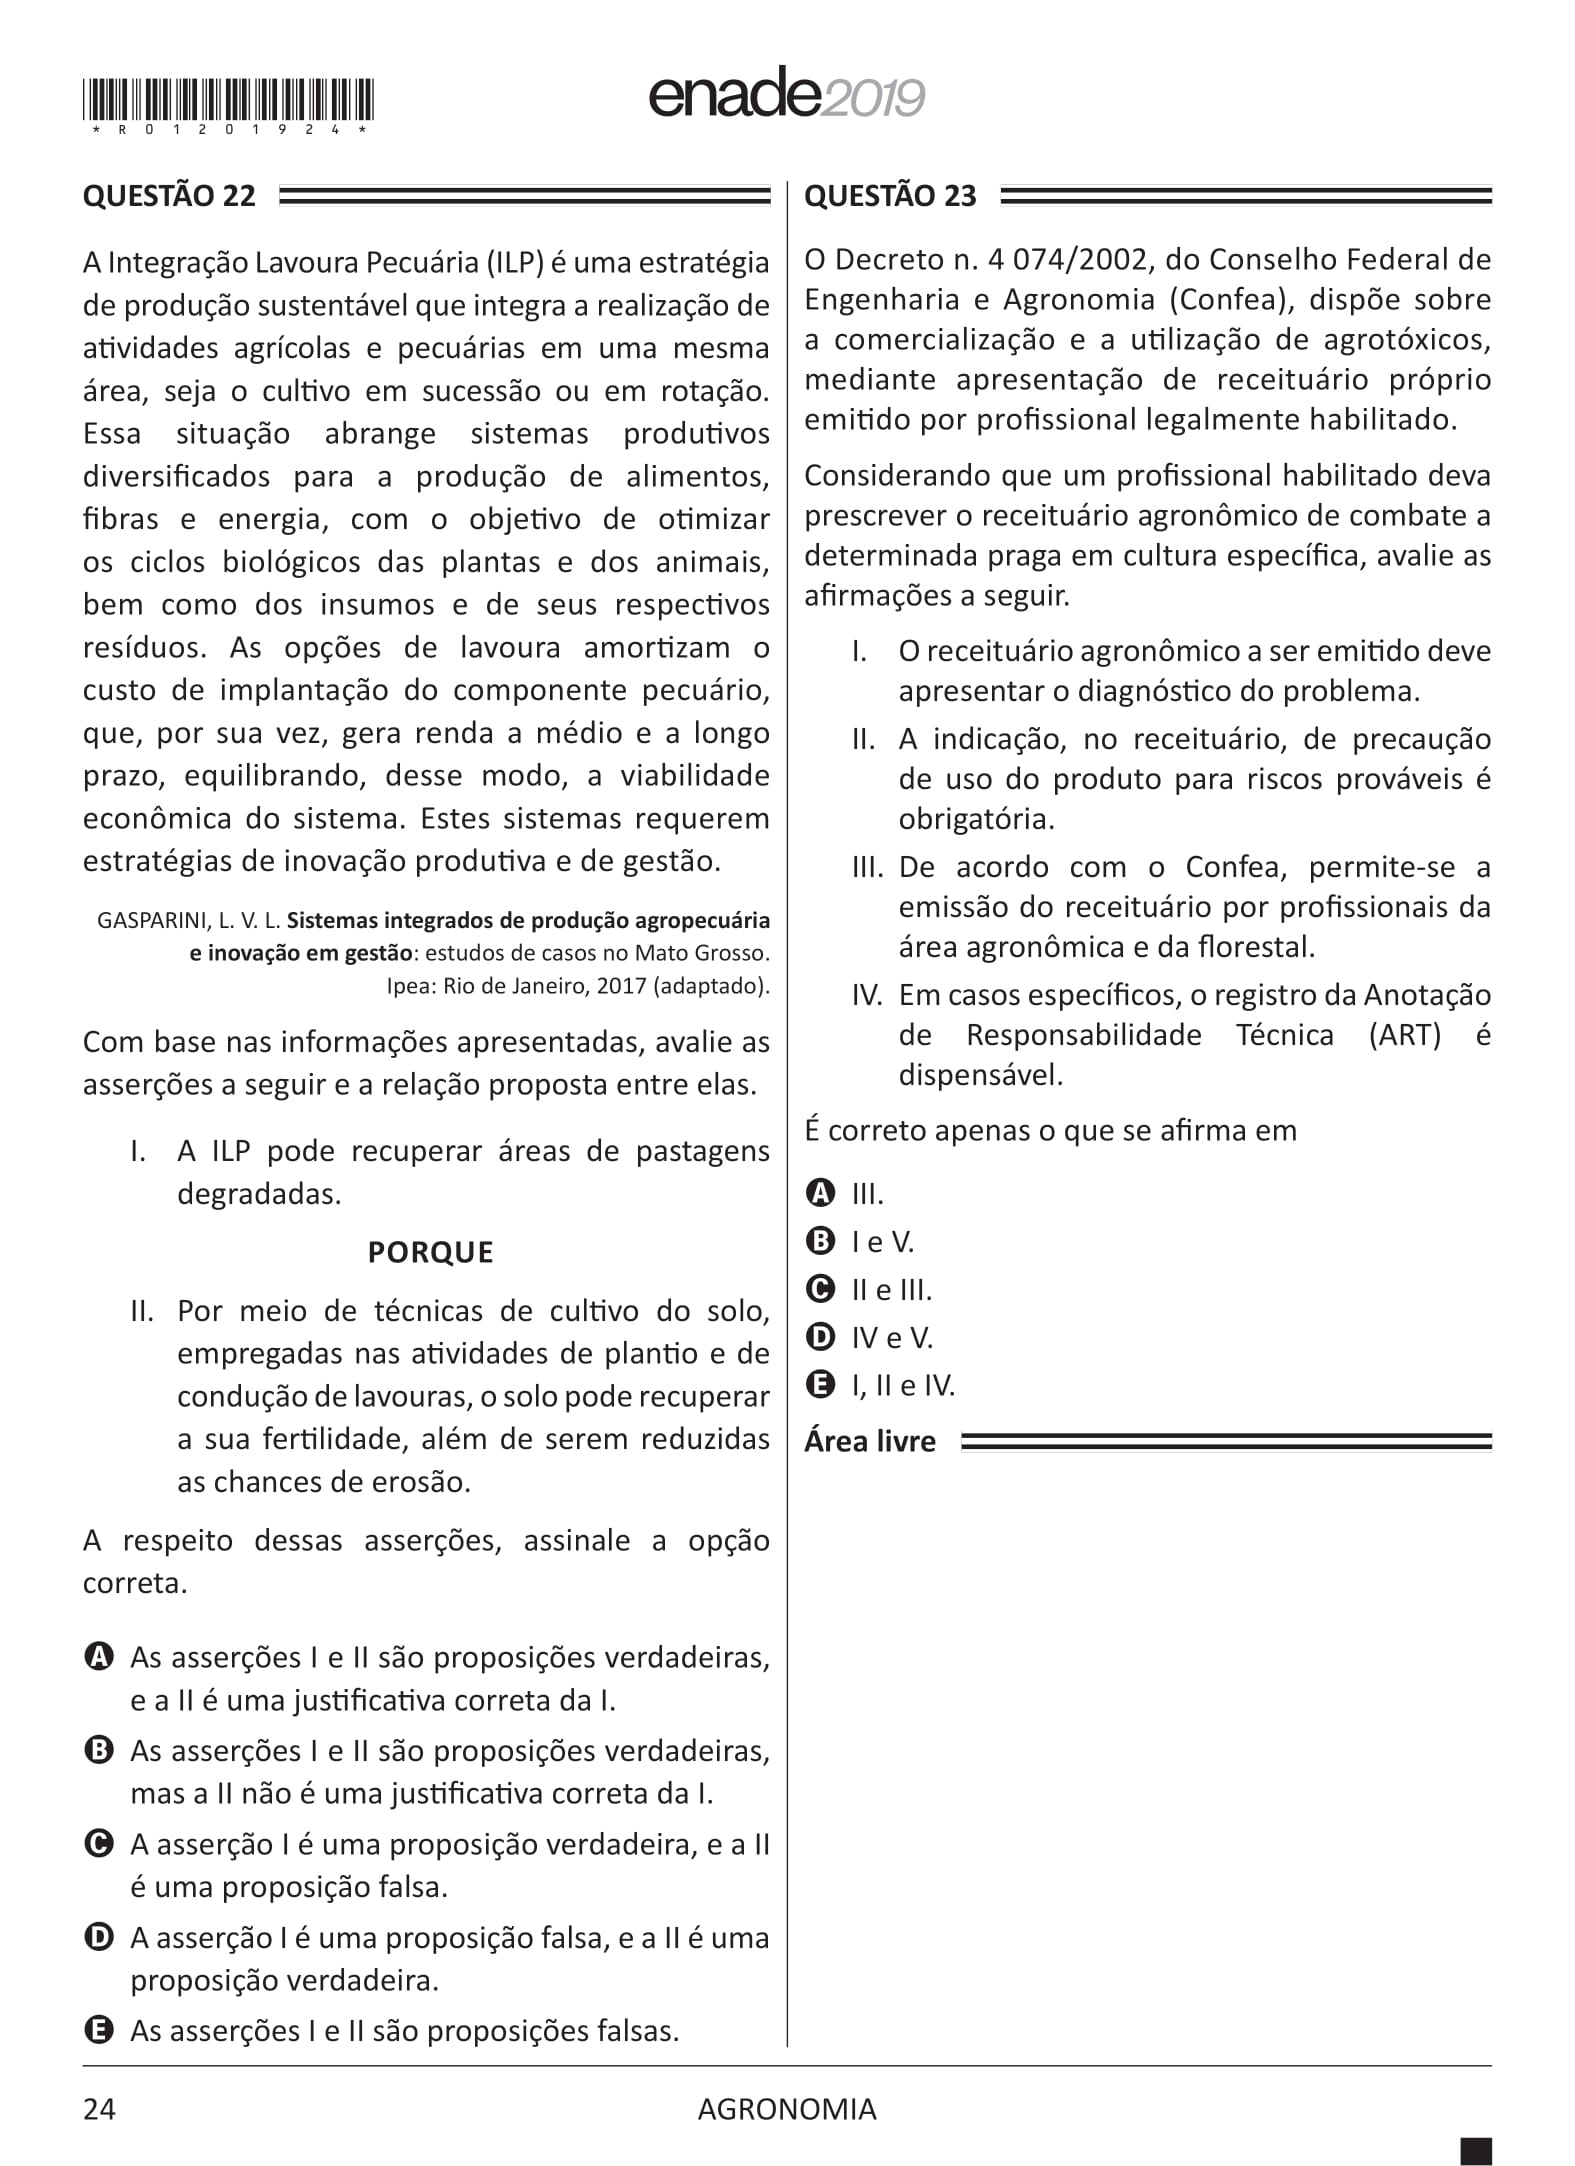 *R01201924*
enade2019
QUESTÃO 22
A Integração Lavoura Pecuária (ILP) é uma estratégia
de produção sustentável que integra a realização de
atividades agrícolas e pecuárias em uma mesma
área, seja o cultivo em sucessão ou em rotação.
Essa situação abrange sistemas produtivos
diversificados para a produção de alimentos,
fibras e energia, com o objetivo de otimizar
os ciclos biológicos das plantas e dos animais,
bem como dos insumos e de seus respectivos
resíduos. As opções de lavoura amortizam o
custo de implantação do componente pecuário,
que, por sua vez, gera renda a médio e a longo
prazo, equilibrando, desse modo, a viabilidade
econômica do sistema. Estes sistemas requerem
estratégias de inovação produtiva e de gestão.
GASPARINI, L. V. L. Sistemas integrados de produção agropecuária
e inovação em gestão: estudos de casos no Mato Grosso.
Ipea: Rio de Janeiro, 2017 (adaptado).
Com base nas informações apresentadas, avalie as
asserções a seguir e a relação proposta entre elas.
I. A ILP pode recuperar áreas de pastagens
degradadas.
PORQUE
II. Por meio de técnicas de cultivo do solo,
empregadas nas atividades de plantio e de
condução de lavouras, o solo pode recuperar
a sua fertilidade, além de serem reduzidas
as chances de erosão.
A respeito dessas asserções, assinale a opção
correta.
A As asserções I e II são proposições verdadeiras,
e a II é uma justificativa correta da I.
B As asserções I e II são proposições verdadeiras,
mas a II não é uma justificativa correta da I.
C A asserção I é uma proposição verdadeira, e a II
é uma proposição falsa.
D A asserção I é uma proposição falsa, e a II é uma
proposição verdadeira.
E As asserções I e II são proposições falsas.
QUESTÃO 23
O Decreto n. 4 074/2002, do Conselho Federal de
Engenharia e Agronomia (Confea), dispõe sobre
a comercialização e a utilização de agrotóxicos,
mediante apresentação de receituário próprio
emitido por profissional legalmente habilitado.
Considerando que um profissional habilitado deva
prescrever o receituário agronômico de combate a
determinada praga em cultura específica, avalie as
afirmações a seguir.
I. O receituário agronômico a ser emitido deve
apresentar o diagnóstico do problema.
II. A indicação, no receituário, de precaução
de uso do produto para riscos prováveis é
obrigatória.
III. De acordo com o Confea, permite-se a
emissão do receituário por profissionais da
área agronômica e da florestal.
IV. Em casos específicos, o registro da Anotação
de Responsabilidade Técnica (ART) é
dispensável.
É correto apenas o que se afirma em
A III.
B I e V.
C II e III.
D IV e V.
E I, II e IV.
Área livre
24
AGRONOMIA